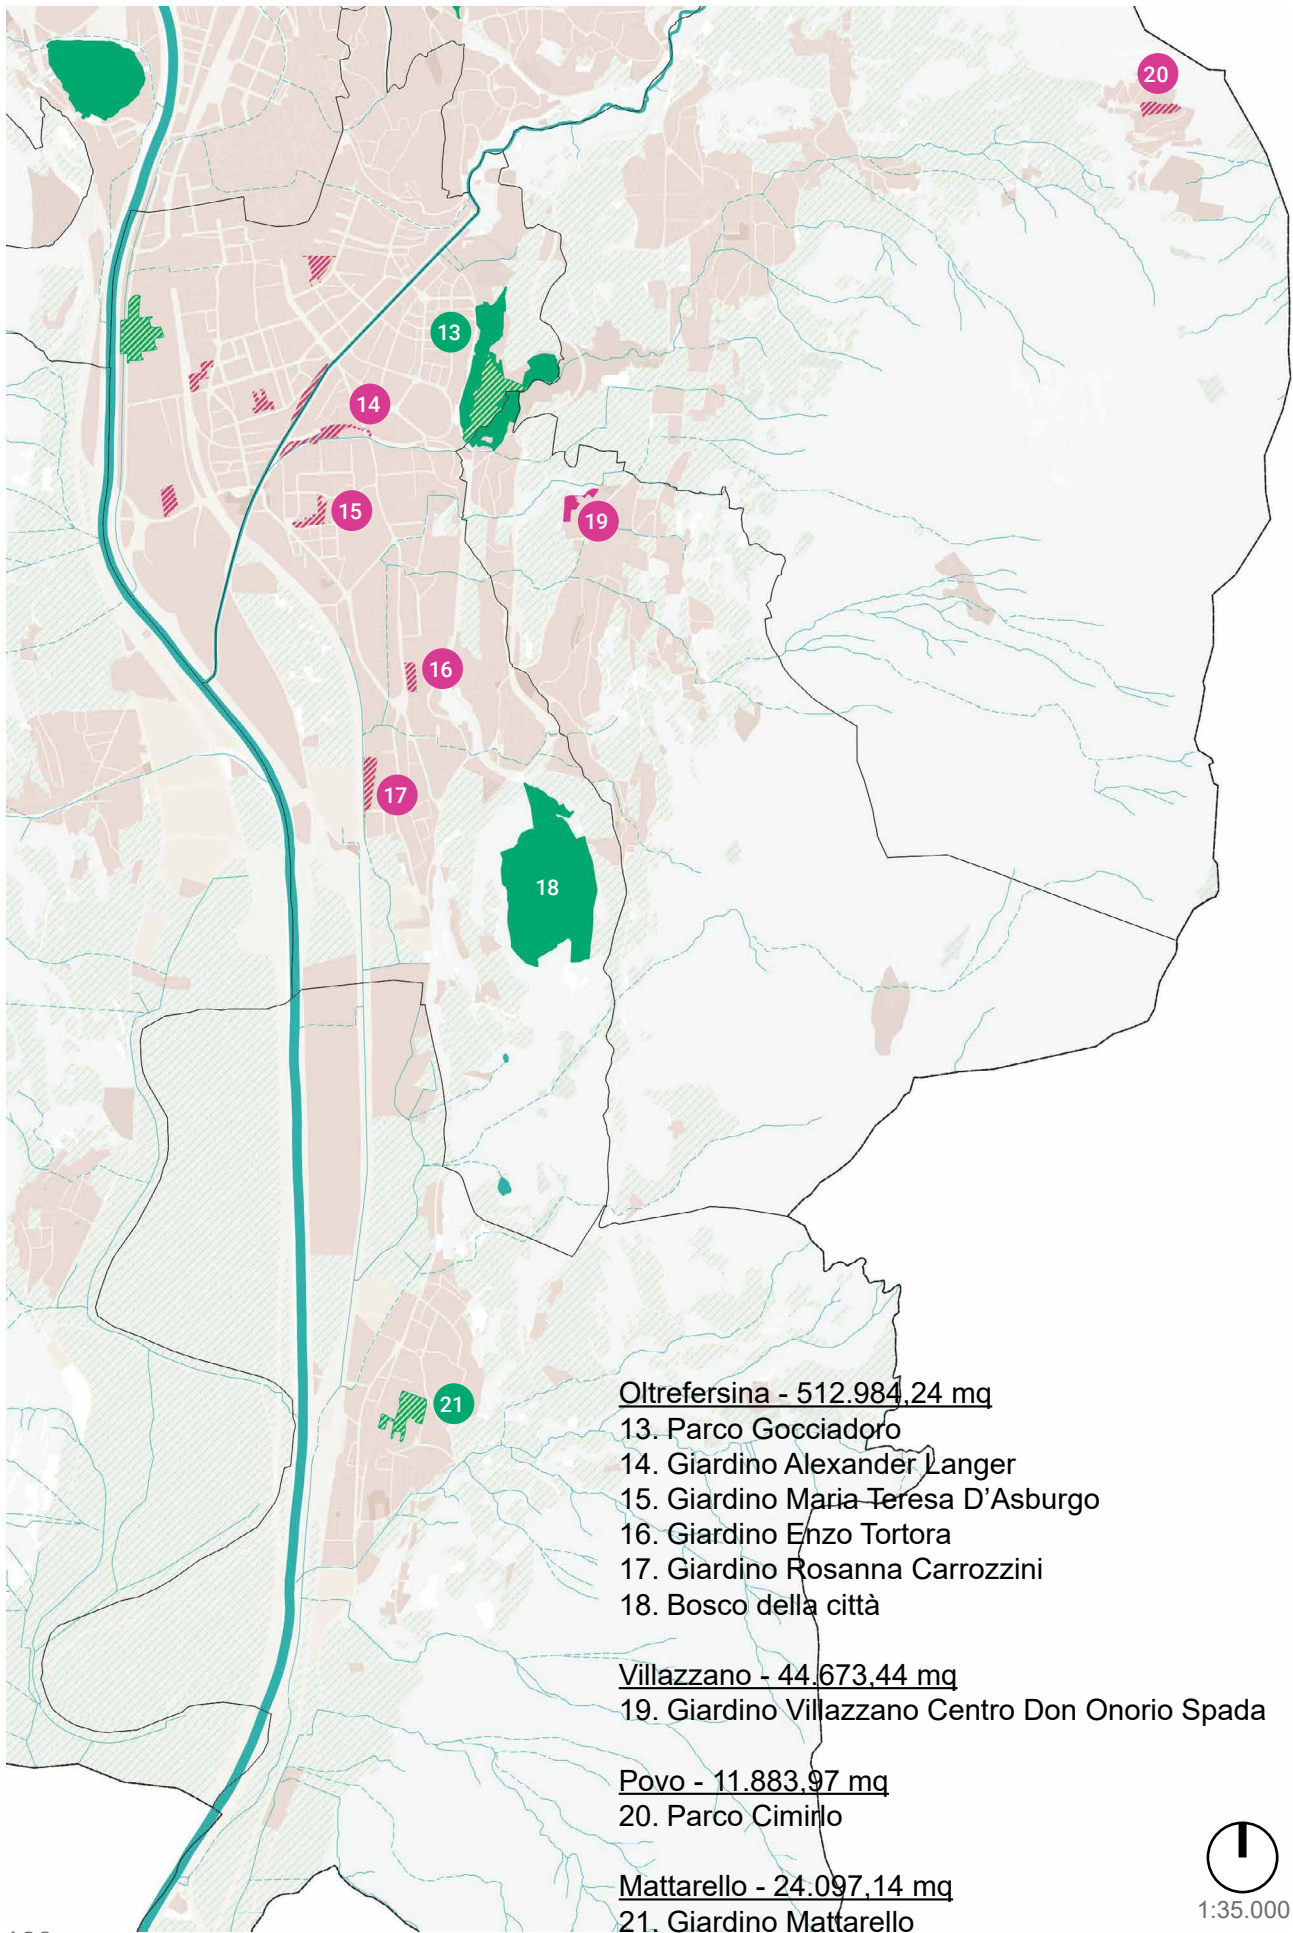 20
13
14
15
19
16
17
18
21
Oltrefersina - 512.984,24 mq
13. Parco Gocciadoro
14. Giardino Alexander Langer
15. Giardino Maria Teresa D'Asburgo
16. Giardino Enzo Tortora
17. Giardino Rosanna Carrozzini
18. Bosco della città
Villazzano - 44.673,44 mq
19. Giardino Villazzano Centro Don Onorio Spada
Povo - 11.883,97 mq
20. Parco Cimirlo
Mattarello - 24.097,14 mq
21. Giardino Mattarello
1:35.000